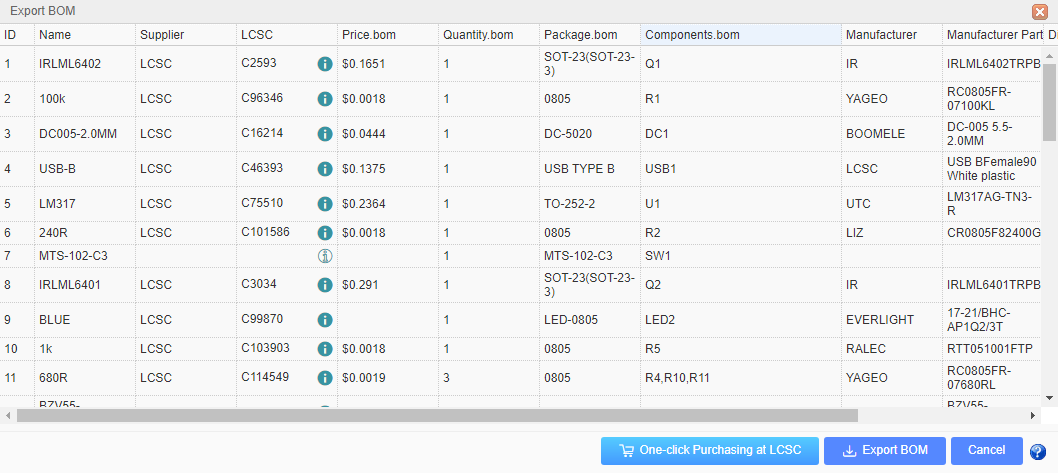 Export BOM
ID Name Supplier LCSC Price.bom Quantity.bom Package.bom Components.bom Manufacturer Manufacturer Part D
1 IRLML6402 LCSC C2593 $0.1651 1 SOT-23(SOT-23-3) Q1 IR IRLML6402TRPB
2 100k LCSC C96346 $0.0018 1 0805 R1 YAGEO RC0805FR-07100KL
3 DC005-2.0MM LCSC C16214 $0.0444 1 DC-5020 DC1 BOOMELE DC-005 5.5-2.0MM
4 USB-B LCSC C46393 $0.1375 1 USB TYPE B USB1 LCSC USB BFemale90 White plastic
5 LM317 LCSC C75510 $0.2364 1 TO-252-2 U1 UTC LM317AG-TN3-R
6 240R LCSC C101586 $0.0018 1 0805 R2 LIZ CR0805F82400G
7 MTS-102-C3 1 MTS-102-C3 SW1
8 IRLML6401 LCSC C3034 $0.291 1 SOT-23(SOT-23-3) Q2 IR IRLML6401TRPB
9 BLUE LCSC C99870 1 LED-0805 LED2 EVERLIGHT 17-21/BHC-AP1Q2/3T
10 1k LCSC C103903 $0.0018 1 0805 R5 RALEC RTT051001FTP
11 680R LCSC C114549 $0.0019 3 0805 R4,R10,R11 YAGEO RC0805FR-07680RL
BZV55- BZV55-
One-click Purchasing at LCSC Export BOM Cancel ?